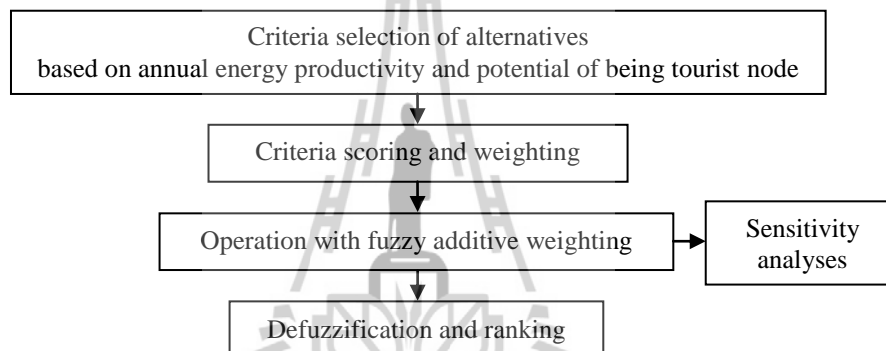 Criteria selection of alternatives
based on annual energy productivity and potential of being tourist node
Criteria scoring and weighting
Operation with fuzzy additive weighting
Sensitivity
analyses
Defuzzification and ranking